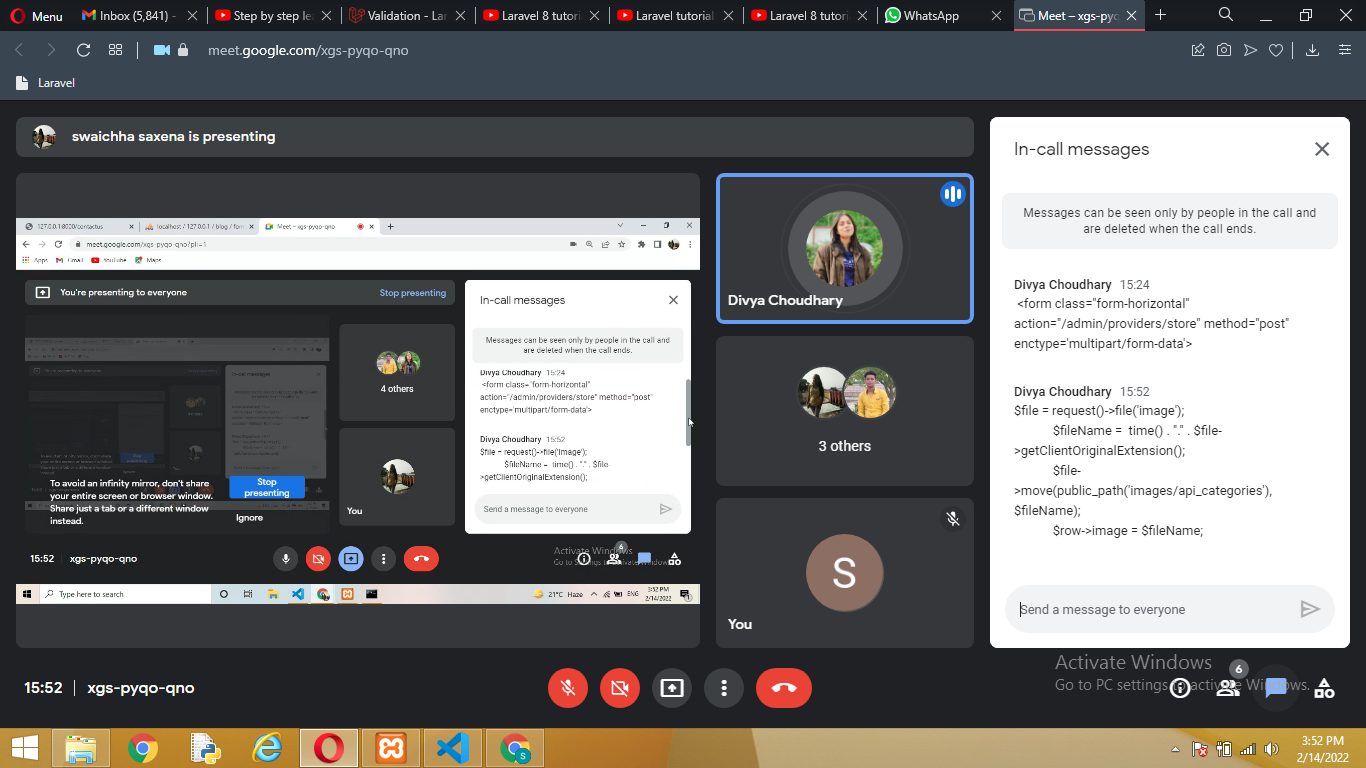 Menu
Inbox (5,841) -
Step by step le
Validation - La
Laravel 8 tutori
Laravel tutorial
Laravel 8 tutori
WhatsApp
Meet – xgs-pyq
meet.google.com/xgs-pyqo-qno
Laravel
swaichha saxena is presenting
127.0.0.1:8000/contactus
localhost / 127.0.0.1 / blog / form
Meet – xgs-pyqo-qno
meet.google.com/xgs-pyqo-qno?pli=1
Apps
Gmail
YouTube
Maps
You're presenting to everyone
Stop presenting
4 others
You
To avoid an infinity mirror, don't share
your entire screen or browser window.
Share just a tab or a different window
instead.
Stop
presenting
Ignore
In-call messages
Messages can be seen only by people in the call and
are deleted when the call ends.
Divya Choudhary 15:24
<form class="form-horizontal"
action="/admin/providers/store" method="post"
enctype='multipart/form-data'>
Divya Choudhary 15:52
$file = request()->file('image');
$fileName = time() . "." . $file-
>getClientOriginalExtension();
Send a message to everyone
15:52
xgs-pyqo-qno
Activate Windows
6
Type here to search
21°C Haze
ENG
3:52 PM
2/14/2022
Divya Choudhary
3 others
S
You
In-call messages
Messages can be seen only by people in the call and
are deleted when the call ends.
Divya Choudhary 15:24
<form class="form-horizontal"
action="/admin/providers/store" method="post"
enctype='multipart/form-data'>
Divya Choudhary 15:52
$file = request()->file('image');
$fileName = time() . "." . $file-
>getClientOriginalExtension();
$file-
>move(public_path('images/api_categories'),
$fileName);
$row->image = $fileName;
Send a message to everyone
15:52
xgs-pyqo-qno
Activate Windows
Go to PC settings to activate Windows.
6
S
3:52 PM
2/14/2022